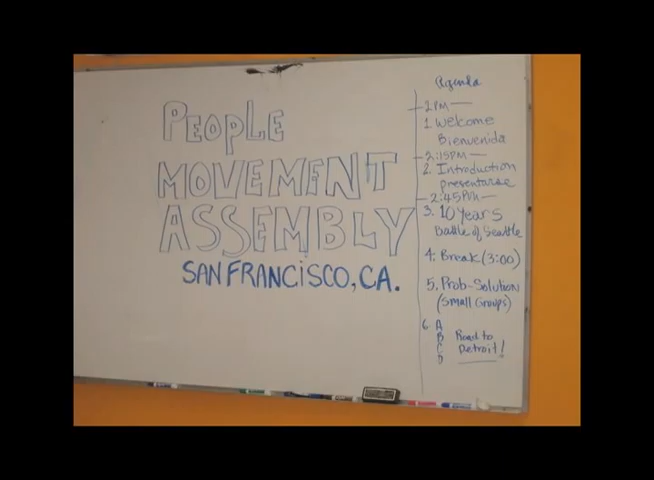 PEOPLE
MOVEMENT
ASSEMBLY
SAN FRANCISCO, CA.
Agenda
2PM —
1. Welcome
Bienvenida
2:15PM —
2. Introduction
presentarse
2:45PM —
3. 10 Years
Battle of Seattle
4. Break (3:00)
5. Prob-Solution
(Small Groups)
6. A
B
C
D
Road to
Detroit!